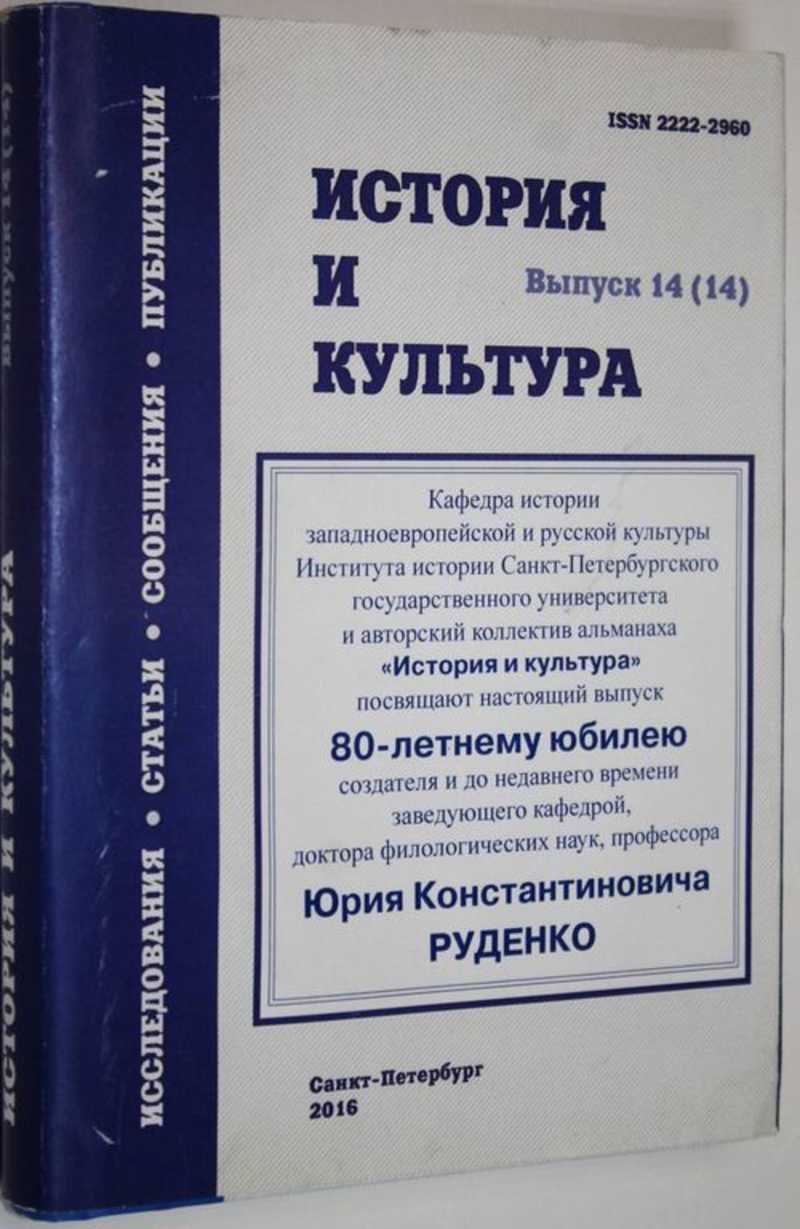 ISSN 2222-2960
ИСТОРИЯ
И
Выпуск 14 (14)
КУЛЬТУРА
Кафедра истории
западноевропейской и русской культуры
Института истории Санкт-Петербургского
государственного университета
и авторский коллектив альманаха
«История и культура»
посвящают настоящий выпуск
80-летнему юбилею
создателя и до недавнего времени
заведующего кафедрой,
доктора филологических наук, профессора
Юрия Константиновича
РУДЕНКО
Санкт-Петербург
2016
ИССЛЕДОВАНИЯ • СТАТЬИ • СООБЩЕНИЯ • ПУБЛИКАЦИИ
ИСТОРИЯ И КУЛЬТУРА
Выпуск 14 (14)